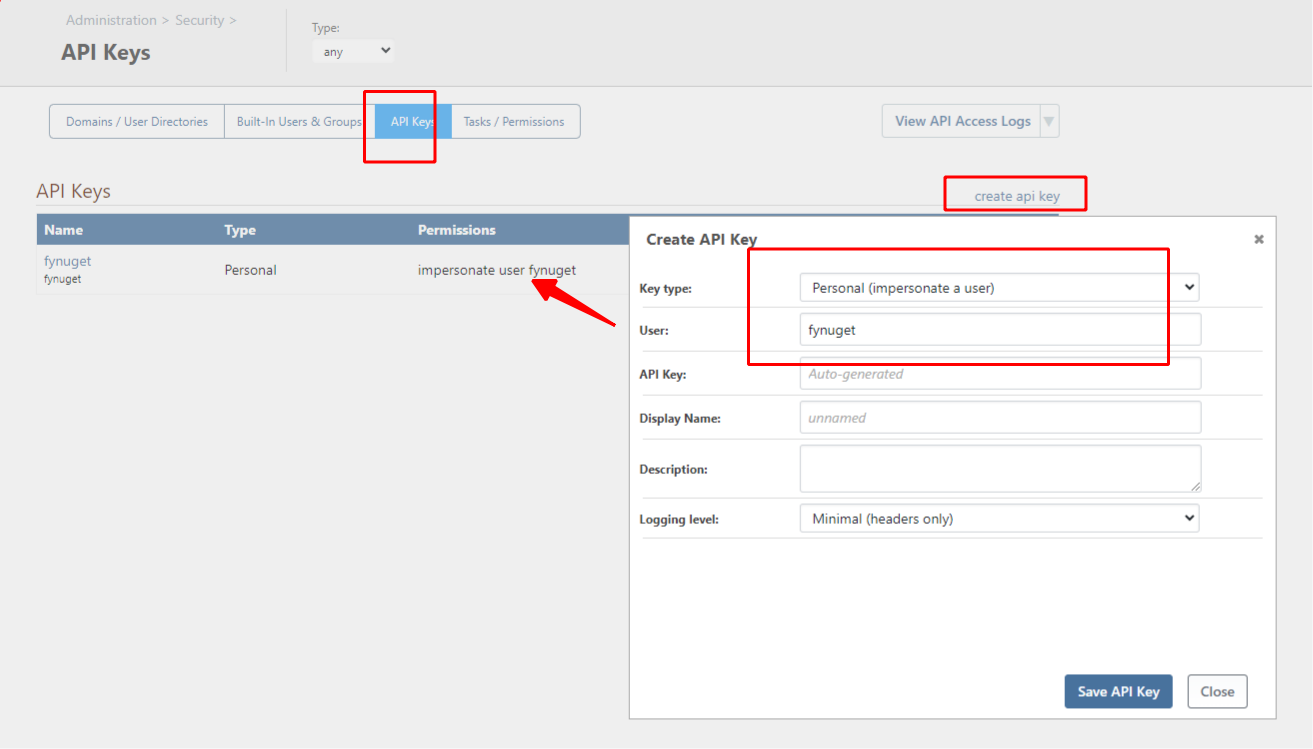 Administration > Security >
API Keys
Type:
any
Domains / User Directories
Built-In Users & Groups
API Keys
Tasks / Permissions
View API Access Logs
API Keys
create api key
Name Type Permissions
fynuget
fynuget
Personal
impersonate user fynuget
Create API Key
Key type: Personal (impersonate a user)
User: fynuget
API Key: Auto-generated
Display Name: unnamed
Description:
Logging level: Minimal (headers only)
Save API Key
Close